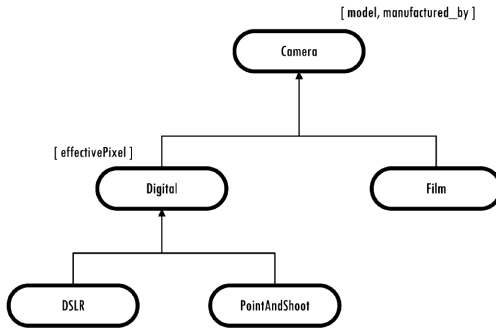 [ model, manufactured_by ]
Camera
[ effectivePixel ]
Digital
Film
DSLR
PointAndShoot